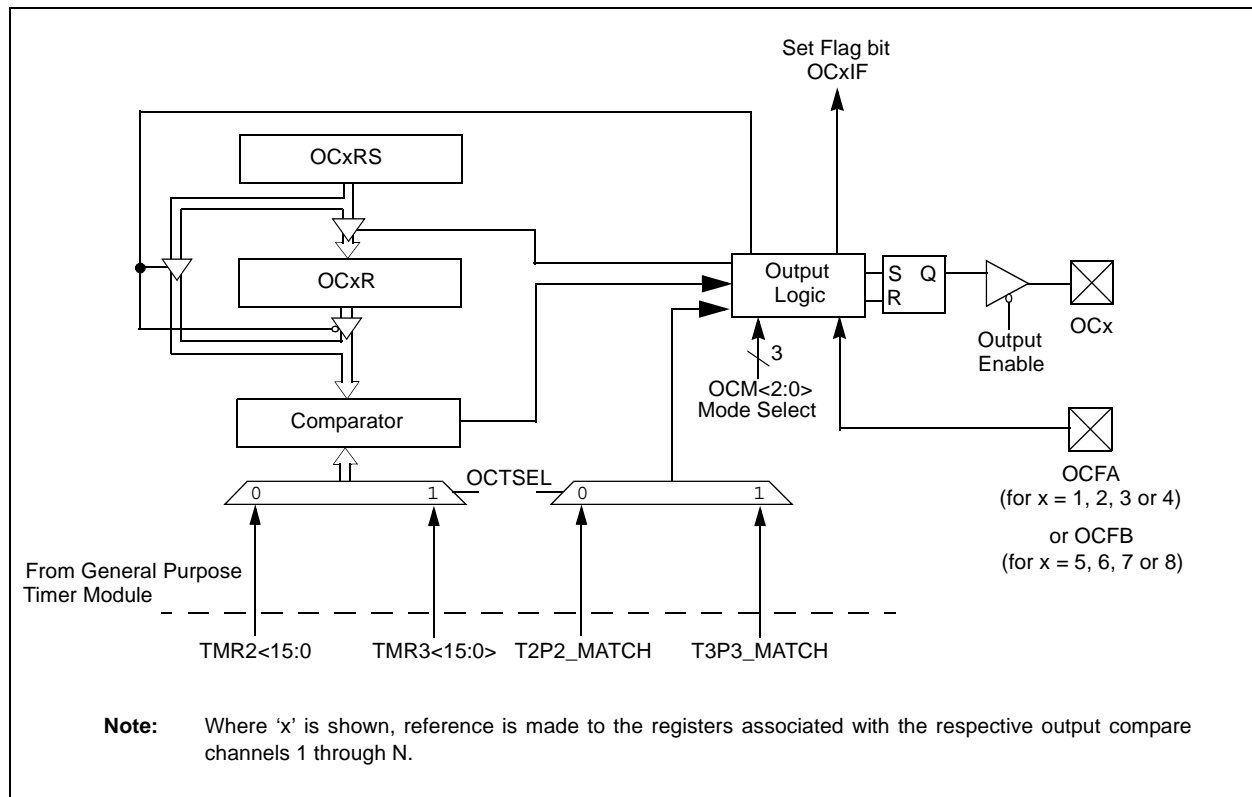 Set Flag bit
OCxIF
OCxRS
OCxR
Output
Logic
S Q
R
OCx
Output
Enable
3
OCM<2:0>
Mode Select
Comparator
OCTSEL
0 1
0 1
OCFA
(for x = 1, 2, 3 or 4)
or OCFB
(for x = 5, 6, 7 or 8)
From General Purpose
Timer Module
TMR2<15:0 TMR3<15:0> T2P2_MATCH T3P3_MATCH
Note: Where ‘x’ is shown, reference is made to the registers associated with the respective output compare
channels 1 through N.